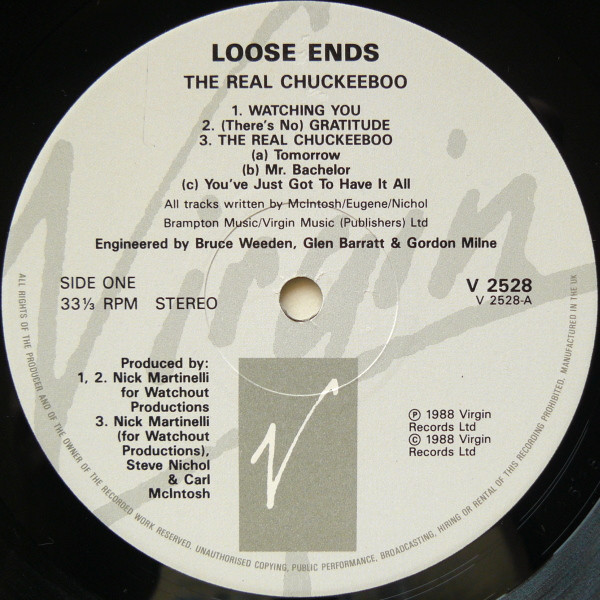 LOOSE ENDS
THE REAL CHUCKEEBOO
1. WATCHING YOU
2. (There's No) GRATITUDE
3. THE REAL CHUCKEEBOO
(a) Tomorrow
(b) Mr. Bachelor
(c) You've Just Got To Have It All
All tracks written by McIntosh/Eugene/Nichol
Brampton Music/Virgin Music (Publishers) Ltd
Engineered by Bruce Weeden, Glen Barratt & Gordon Milne
SIDE ONE
33⅓ RPM STEREO
V 2528
V 2528-A
Produced by:
1, 2. Nick Martinelli
for Watchout
Productions
3. Nick Martinelli
(for Watchout
Productions),
Steve Nichol
& Carl
McIntosh
Ⓟ 1988 Virgin
Records Ltd
© 1988 Virgin
Records Ltd
V
Virgin
ALL RIGHTS OF THE PRODUCER AND OF THE OWNER OF THE RECORDED WORK RESERVED. UNAUTHORISED COPYING, PUBLIC PERFORMANCE, BROADCASTING, HIRING OR RENTAL OF THIS RECORDING PROHIBITED. MANUFACTURED IN THE UK